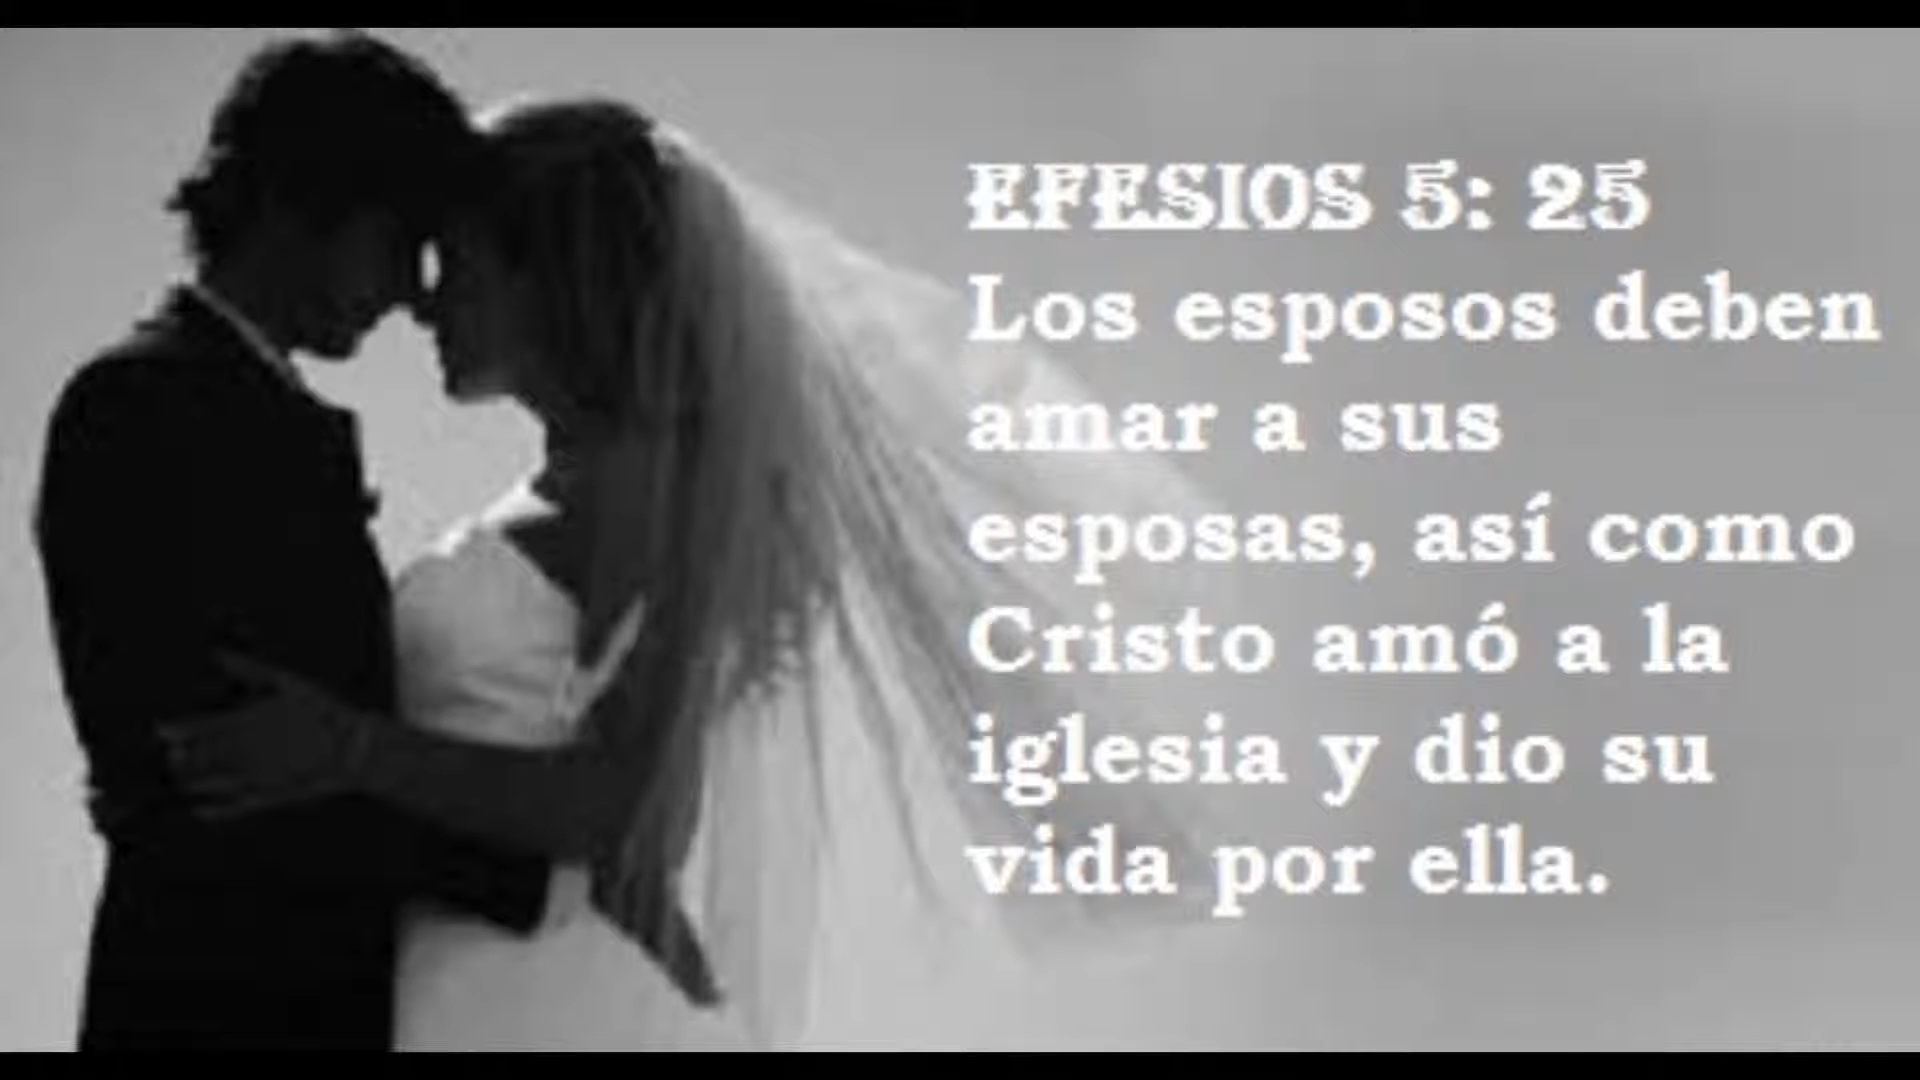 EFESIOS 5: 25
Los esposos deben
amar a sus
esposas, así como
Cristo amó a la
iglesia y dio su
vida por ella.